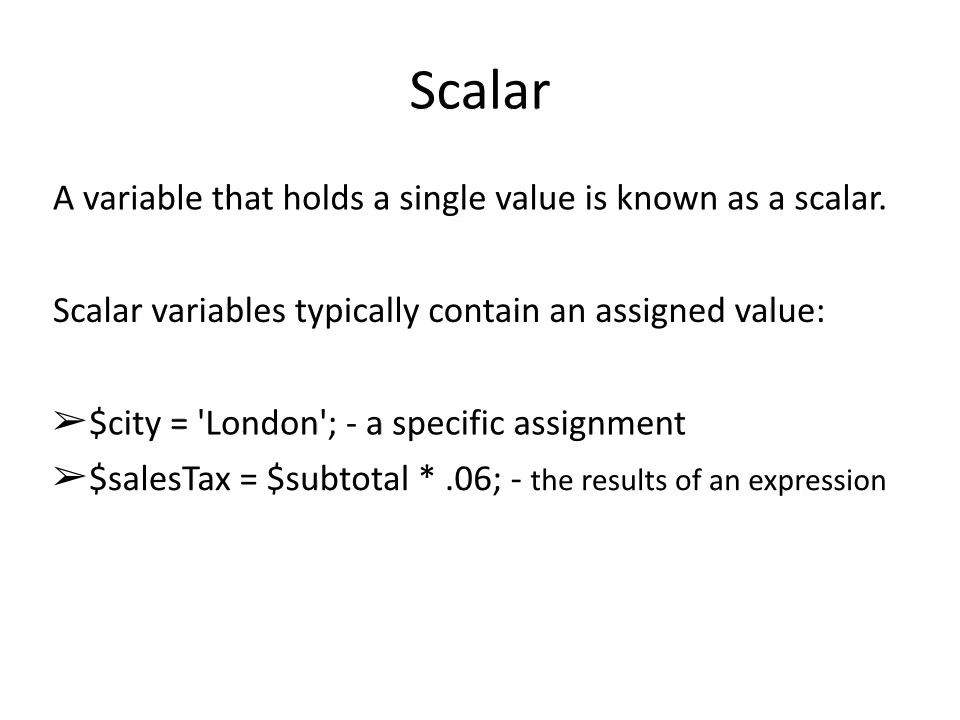 Scalar
A variable that holds a single value is known as a scalar.
Scalar variables typically contain an assigned value:
➢$city = 'London'; - a specific assignment
➢$salesTax = $subtotal * .06; - the results of an expression